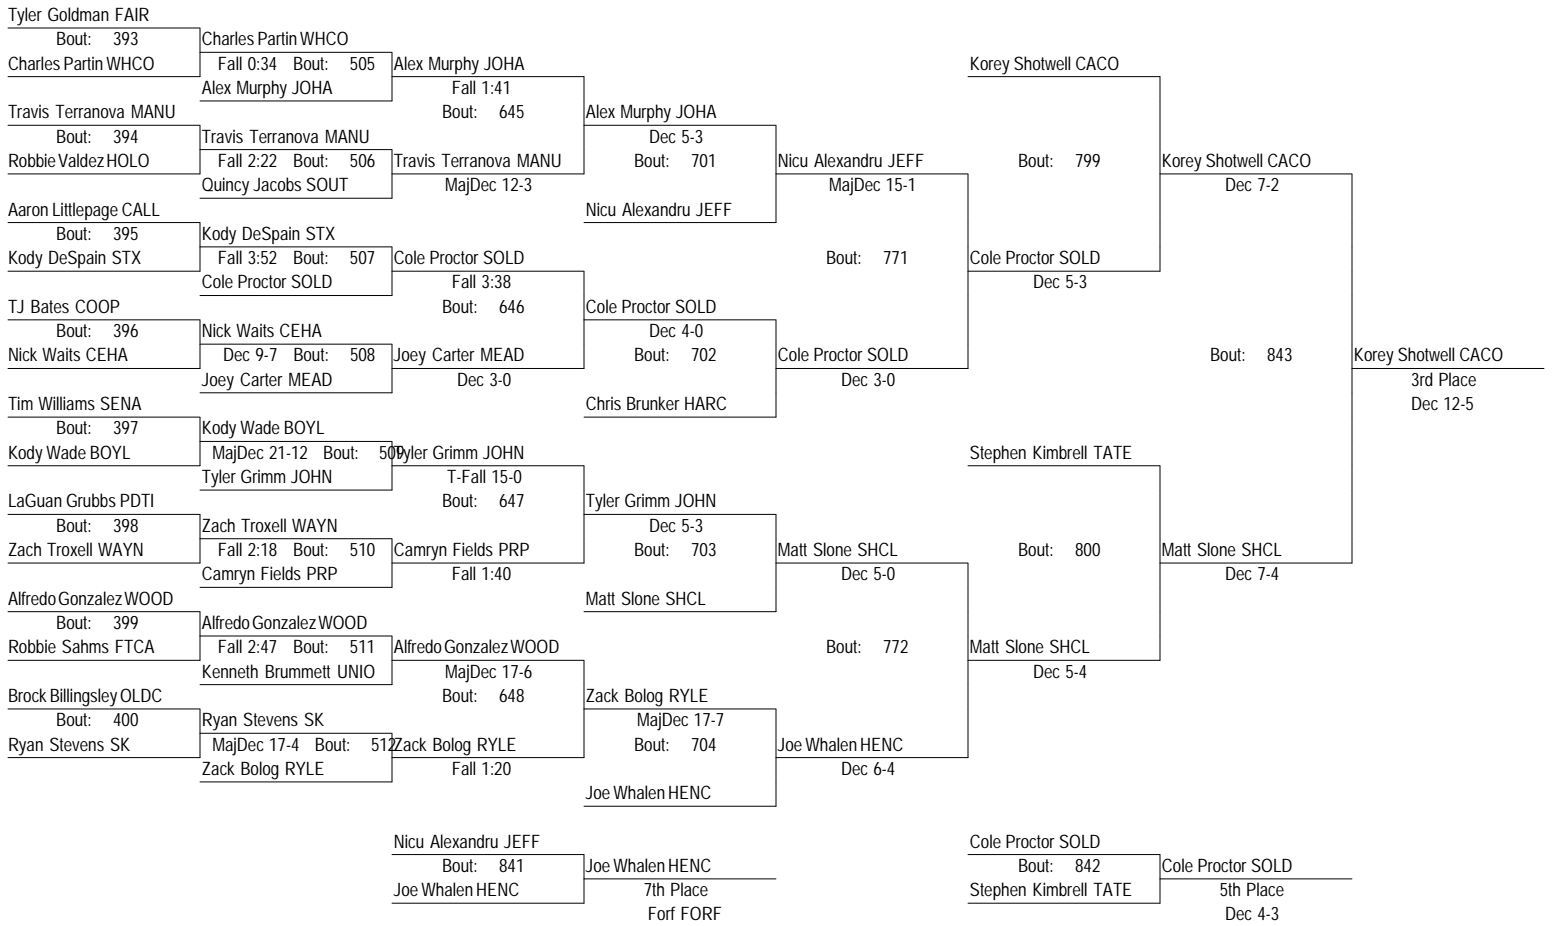 Tyler Goldman FAIR
Bout: 393
Charles Partin WHCO
Travis Terranova MANU
Bout: 394
Robbie Valdez HOLO
Aaron Littlepage CALL
Bout: 395
Kody DeSpain STX
TJ Bates COOP
Bout: 396
Nick Waits CEHA
Tim Williams SENA
Bout: 397
Kody Wade BOYL
LaGuan Grubbs PDTI
Bout: 398
Zach Troxell WAYN
Alfredo Gonzalez WOOD
Bout: 399
Robbie Sahms FTCA
Brock Billingsley OLDC
Bout: 400
Ryan Stevens SK
Charles Partin WHCO
Fall 0:34 Bout: 505
Alex Murphy JOHA
Travis Terranova MANU
Fall 2:22 Bout: 506
Quincy Jacobs SOUT
Kody DeSpain STX
Fall 3:52 Bout: 507
Cole Proctor SOLD
Nick Waits CEHA
Dec 9-7 Bout: 508
Joey Carter MEAD
Kody Wade BOYL
MajDec 21-12 Bout: 509
Tyler Grimm JOHN
Zach Troxell WAYN
Fall 2:18 Bout: 510
Camryn Fields PRP
Alfredo Gonzalez WOOD
Fall 2:47 Bout: 511
Kenneth Brummett UNIO
Ryan Stevens SK
MajDec 17-4 Bout: 512
Zack Bolog RYLE
Alex Murphy JOHA
Fall 1:41
Bout: 645
Travis Terranova MANU
MajDec 12-3
Cole Proctor SOLD
Fall 3:38
Bout: 646
Joey Carter MEAD
Dec 3-0
Tyler Grimm JOHN
T-Fall 15-0
Bout: 647
Camryn Fields PRP
Fall 1:40
Alfredo Gonzalez WOOD
MajDec 17-6
Bout: 648
Zack Bolog RYLE
Fall 1:20
Alex Murphy JOHA
Dec 5-3
Bout: 701
Nicu Alexandru JEFF
Cole Proctor SOLD
Dec 4-0
Bout: 702
Chris Brunker HARC
Tyler Grimm JOHN
Dec 5-3
Bout: 703
Matt Slone SHCL
Zack Bolog RYLE
MajDec 17-7
Bout: 704
Joe Whalen HENC
Nicu Alexandru JEFF
MajDec 15-1
Bout: 771
Cole Proctor SOLD
Dec 3-0
Matt Slone SHCL
Dec 5-0
Bout: 772
Joe Whalen HENC
Dec 6-4
Korey Shotwell CACO
Bout: 799
Cole Proctor SOLD
Dec 5-3
Stephen Kimbrell TATE
Bout: 800
Matt Slone SHCL
Dec 5-4
Korey Shotwell CACO
Dec 7-2
Bout: 843
Matt Slone SHCL
Dec 7-4
Korey Shotwell CACO
3rd Place
Dec 12-5
Nicu Alexandru JEFF
Bout: 841
Joe Whalen HENC
Joe Whalen HENC
7th Place
Forf FORF
Cole Proctor SOLD
Bout: 842
Stephen Kimbrell TATE
Cole Proctor SOLD
5th Place
Dec 4-3